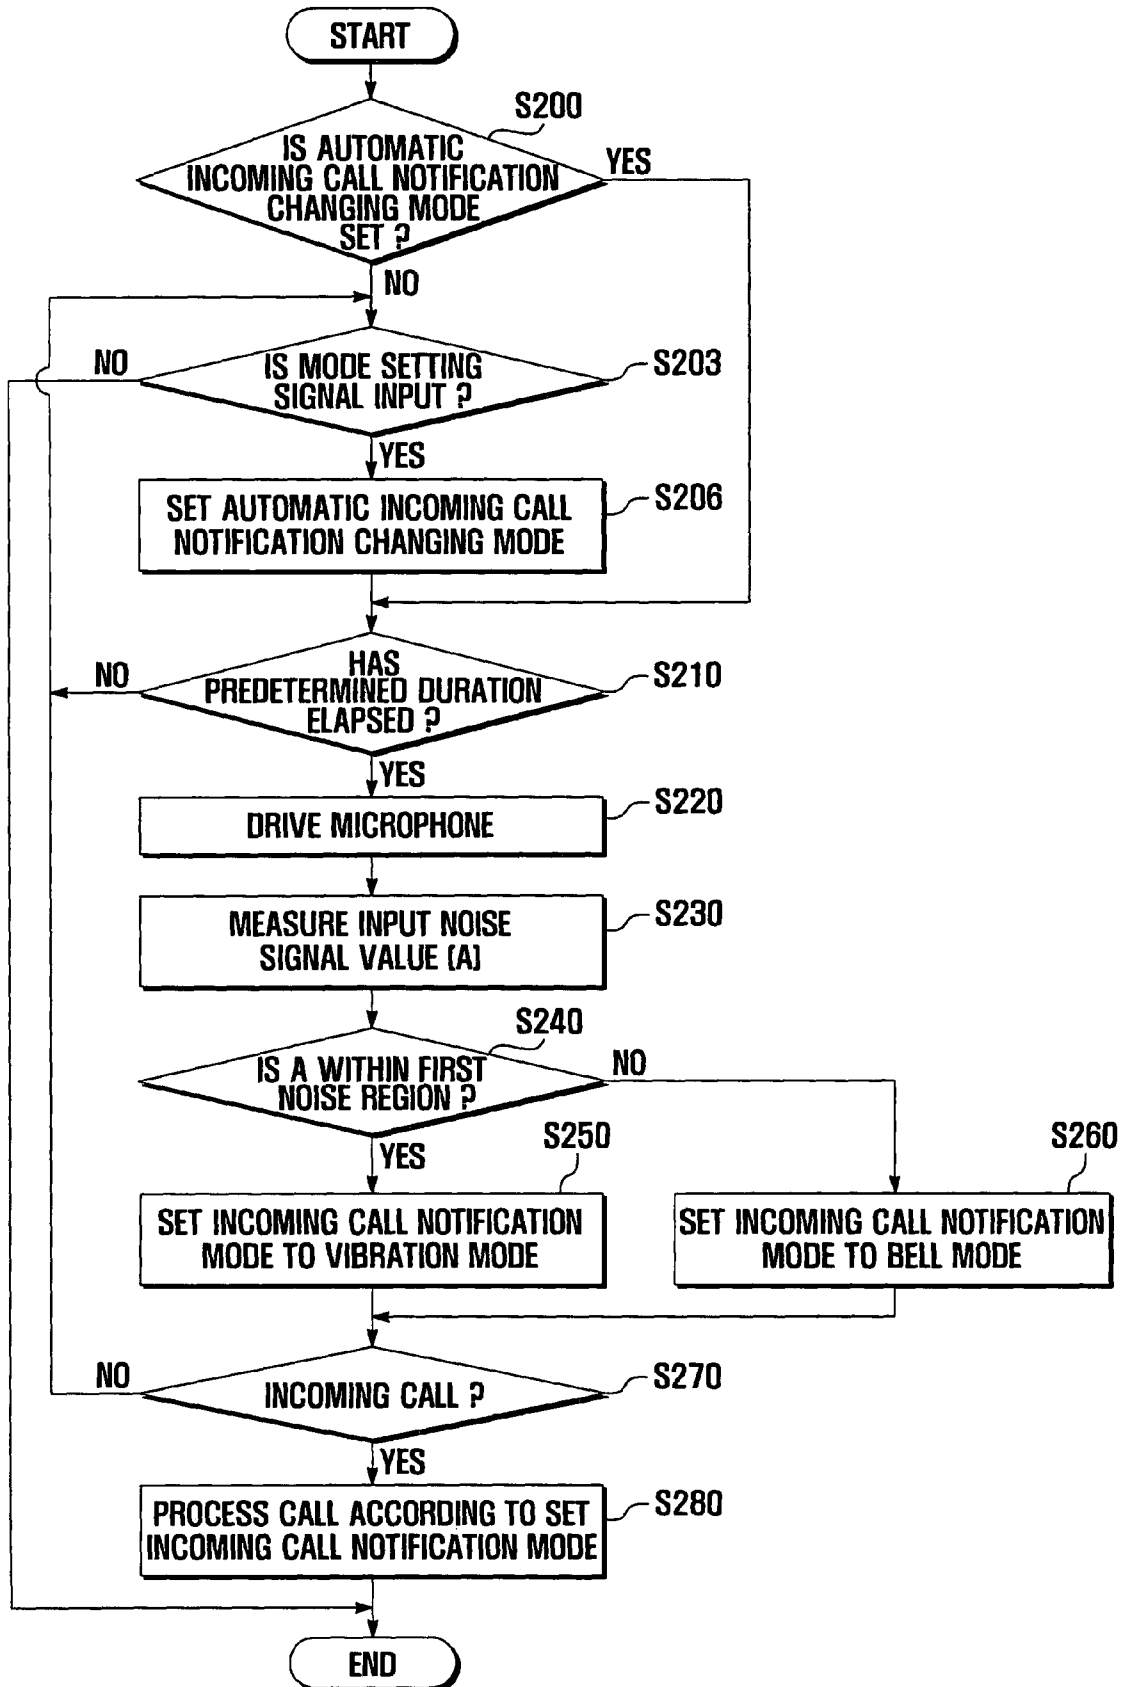 START
S200
IS AUTOMATIC
INCOMING CALL NOTIFICATION
CHANGING MODE
SET ?
YES
NO
NO
IS MODE SETTING
SIGNAL INPUT ?
S203
YES
SET AUTOMATIC INCOMING CALL
NOTIFICATION CHANGING MODE
S206
NO
HAS
PREDETERMINED DURATION
ELAPSED ?
S210
YES
DRIVE MICROPHONE
S220
MEASURE INPUT NOISE
SIGNAL VALUE (A)
S230
S240
IS A WITHIN FIRST
NOISE REGION ?
NO
YES
S250
S260
SET INCOMING CALL NOTIFICATION
MODE TO VIBRATION MODE
SET INCOMING CALL NOTIFICATION
MODE TO BELL MODE
NO
INCOMING CALL ?
S270
YES
PROCESS CALL ACCORDING TO SET
INCOMING CALL NOTIFICATION MODE
S280
END